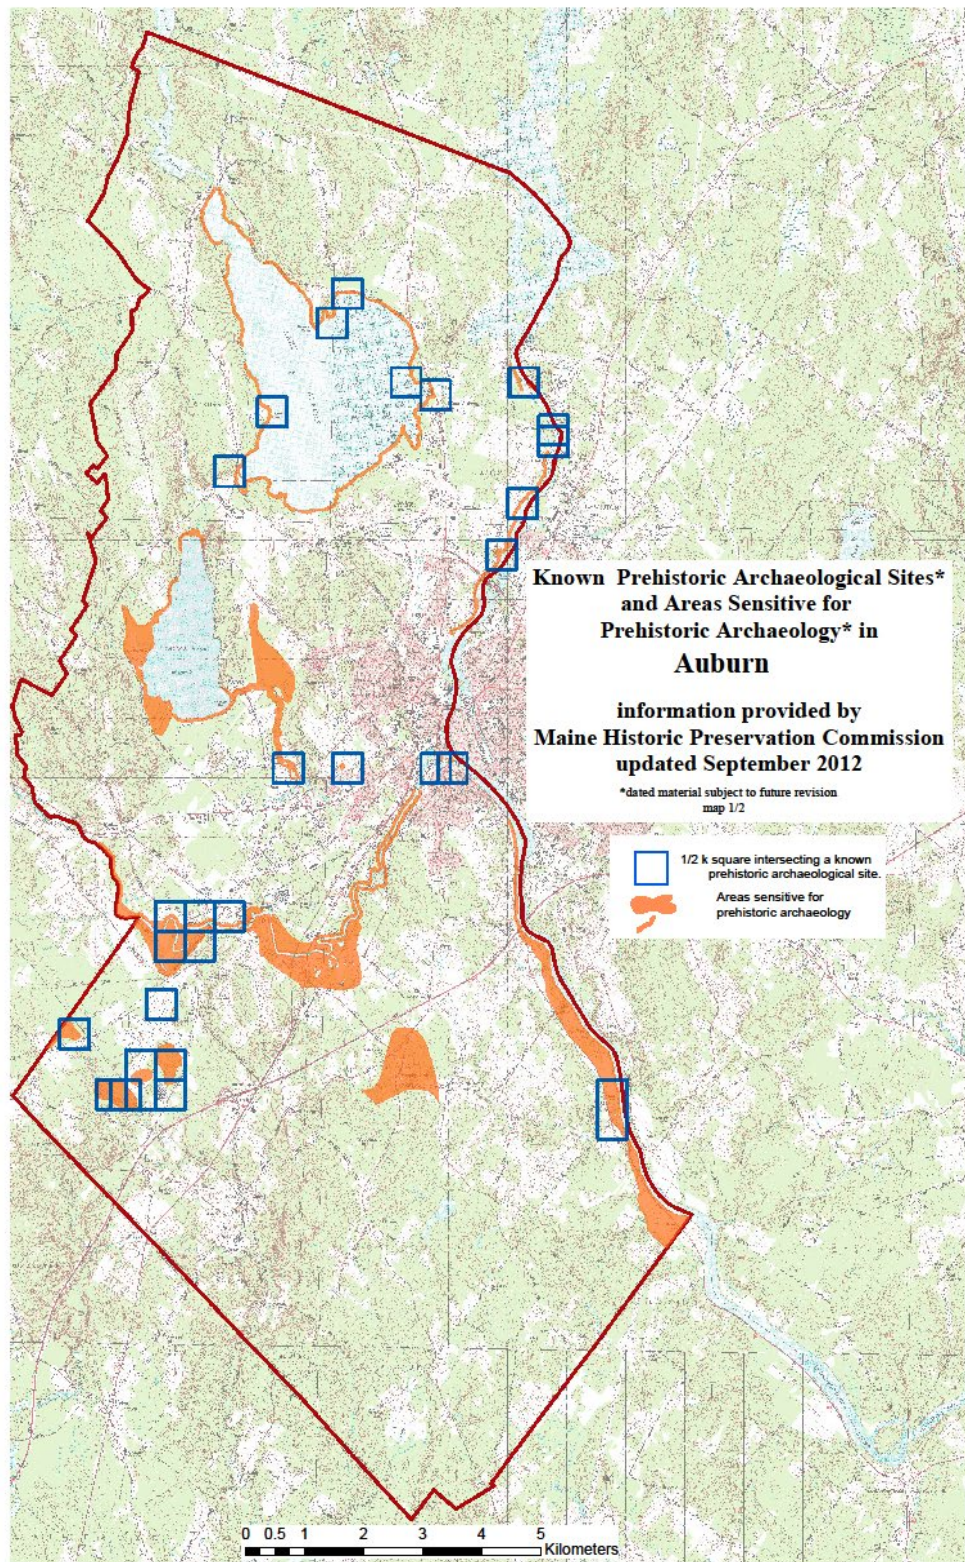 Known Prehistoric Archaeological Sites*
and Areas Sensitive for
Prehistoric Archaeology* in
Auburn
information provided by
Maine Historic Preservation Commission
updated September 2012
*dated material subject to future revision
map 1/2
1/2 k square intersecting a known
prehistoric archaeological site.
Areas sensitive for
prehistoric archaeology
0 0.5 1 2 3 4 5
Kilometers